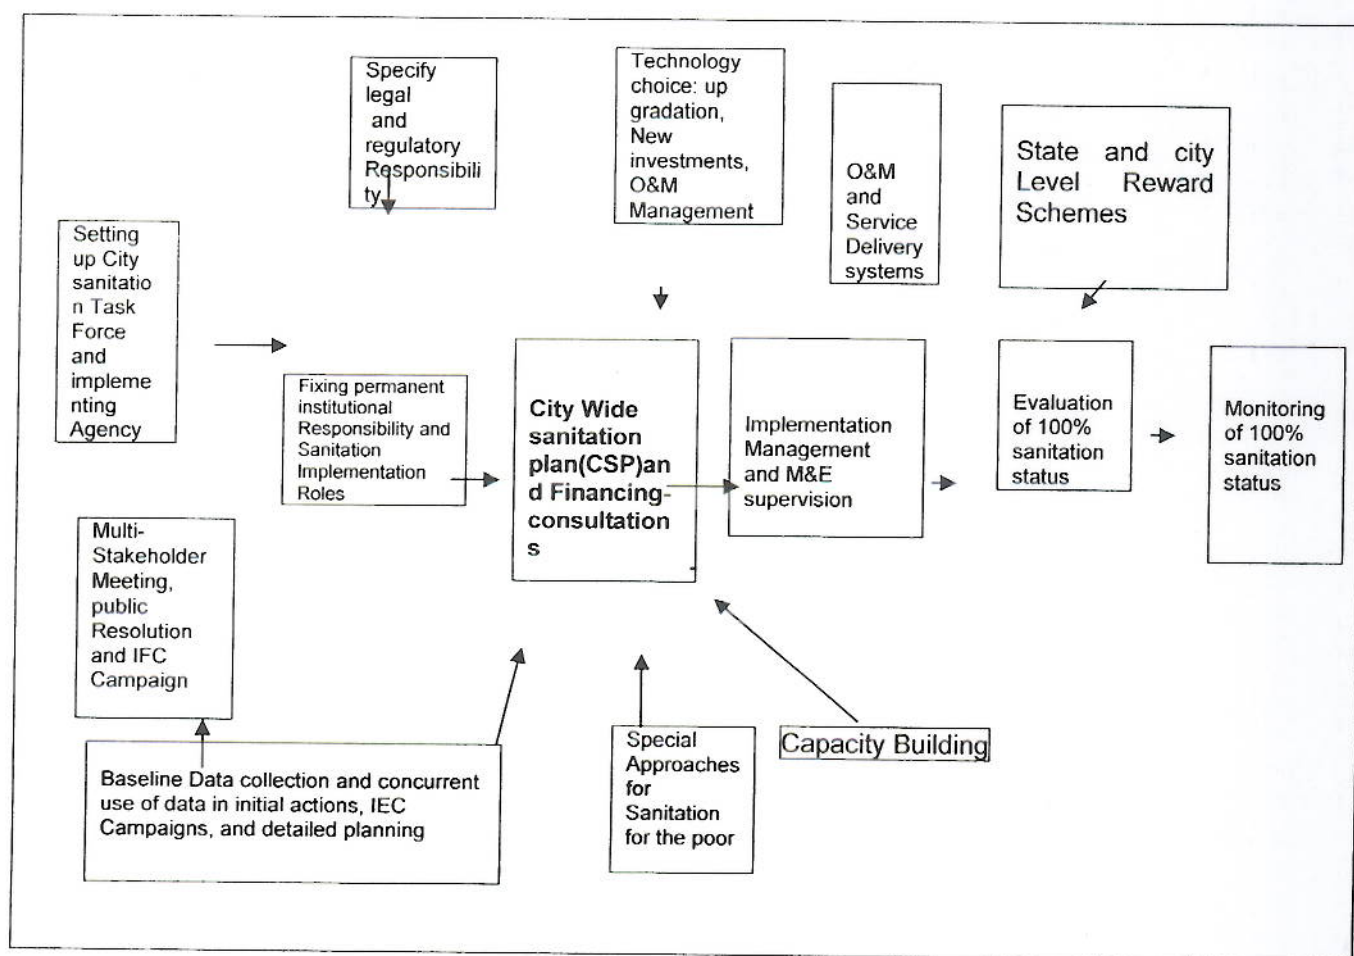 Specify
legal
and
regulatory
Responsibili
ty
Technology
choice: up
gradation,
New
investments,
O&M
Management
O&M
and
Service
Delivery
systems
State and city
Level Reward
Schemes
Setting
up City
sanitatio
n Task
Force
and
impleme
nting
Agency
Fixing permanent
institutional
Responsibility and
Sanitation
Implementation
Roles
City Wide
sanitation
plan(CSP)an
d Financing-
consultation
s
Implementation
Management
and M&E
supervision
Evaluation
of 100%
sanitation
status
Monitoring
of 100%
sanitation
status
Multi-
Stakeholder
Meeting,
public
Resolution
and IFC
Campaign
Baseline Data collection and concurrent
use of data in initial actions, IEC
Campaigns, and detailed planning
Special
Approaches
for
Sanitation
for the poor
Capacity Building